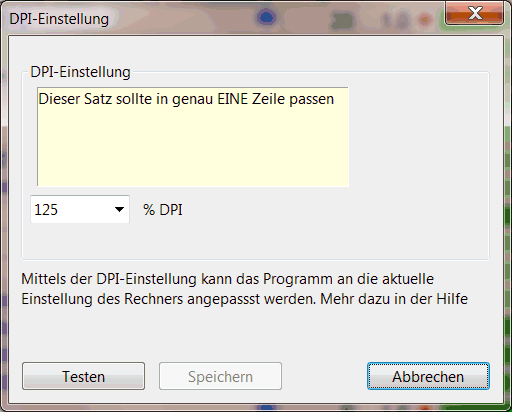 DPI-Einstellung
DPI-Einstellung
Dieser Satz sollte in genau EINE Zeile passen
125 % DPI
Mittels der DPI-Einstellung kann das Programm an die aktuelle
Einstellung des Rechners angepassst werden. Mehr dazu in der Hilfe
Testen Speichern Abbrechen